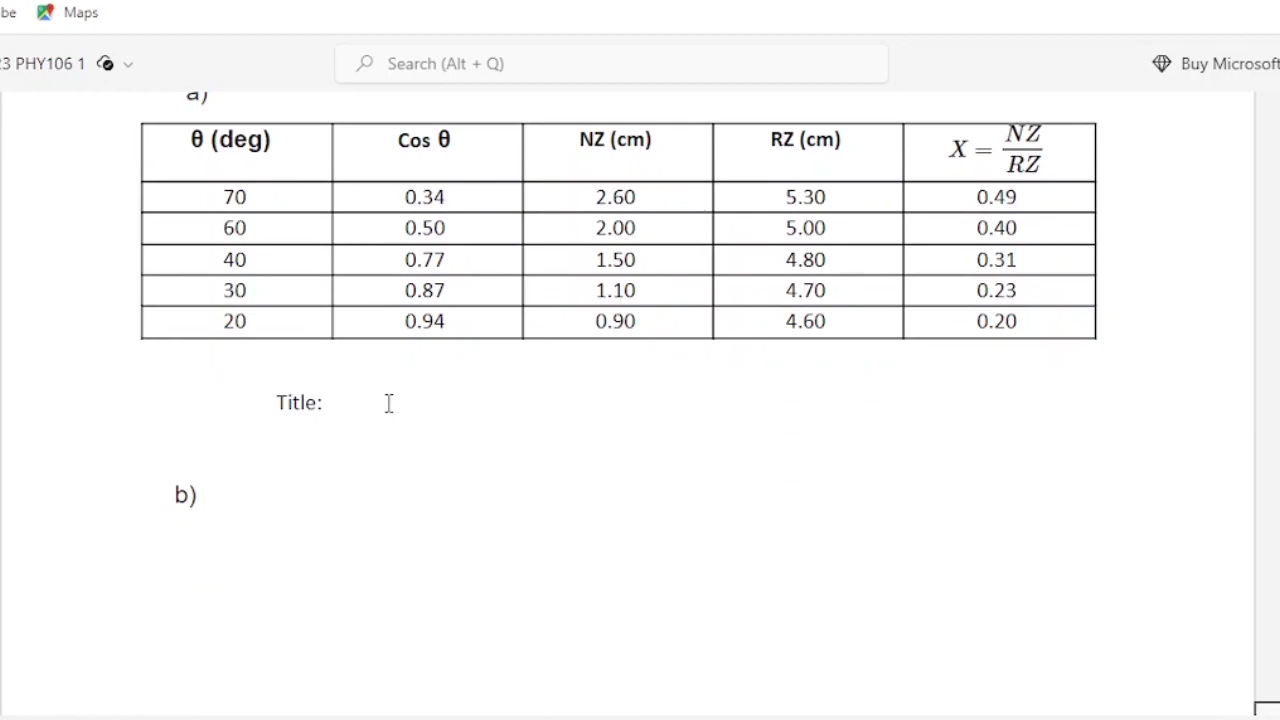 be Maps
23 PHY106 1 Search (Alt + Q) Buy Microsoft
a)
θ (deg) Cos θ NZ (cm) RZ (cm) X = NZ/RZ
70 0.34 2.60 5.30 0.49
60 0.50 2.00 5.00 0.40
40 0.77 1.50 4.80 0.31
30 0.87 1.10 4.70 0.23
20 0.94 0.90 4.60 0.20
Title:
b)